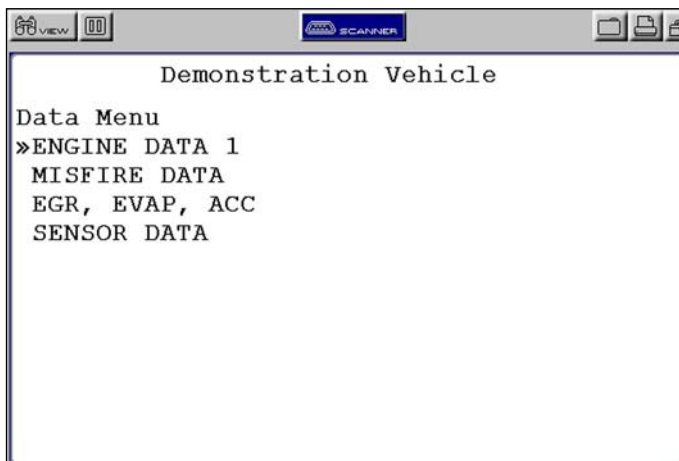 VIEW
SCANNER
Demonstration Vehicle
Data Menu
»ENGINE DATA 1
MISFIRE DATA
EGR, EVAP, ACC
SENSOR DATA